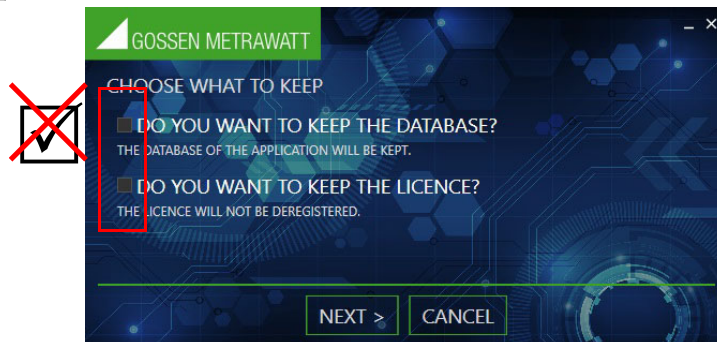 GOSSEN METRAWATT
CHOOSE WHAT TO KEEP
DO YOU WANT TO KEEP THE DATABASE?
THE DATABASE OF THE APPLICATION WILL BE KEPT.
DO YOU WANT TO KEEP THE LICENCE?
THE LICENCE WILL NOT BE DEREGISTERED.
NEXT > CANCEL